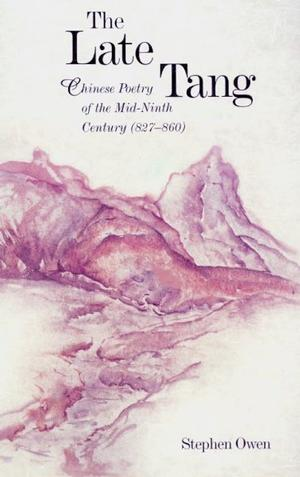 The
Late
Tang
Chinese Poetry
of the Mid-Ninth
Century (827–860)
Stephen Owen